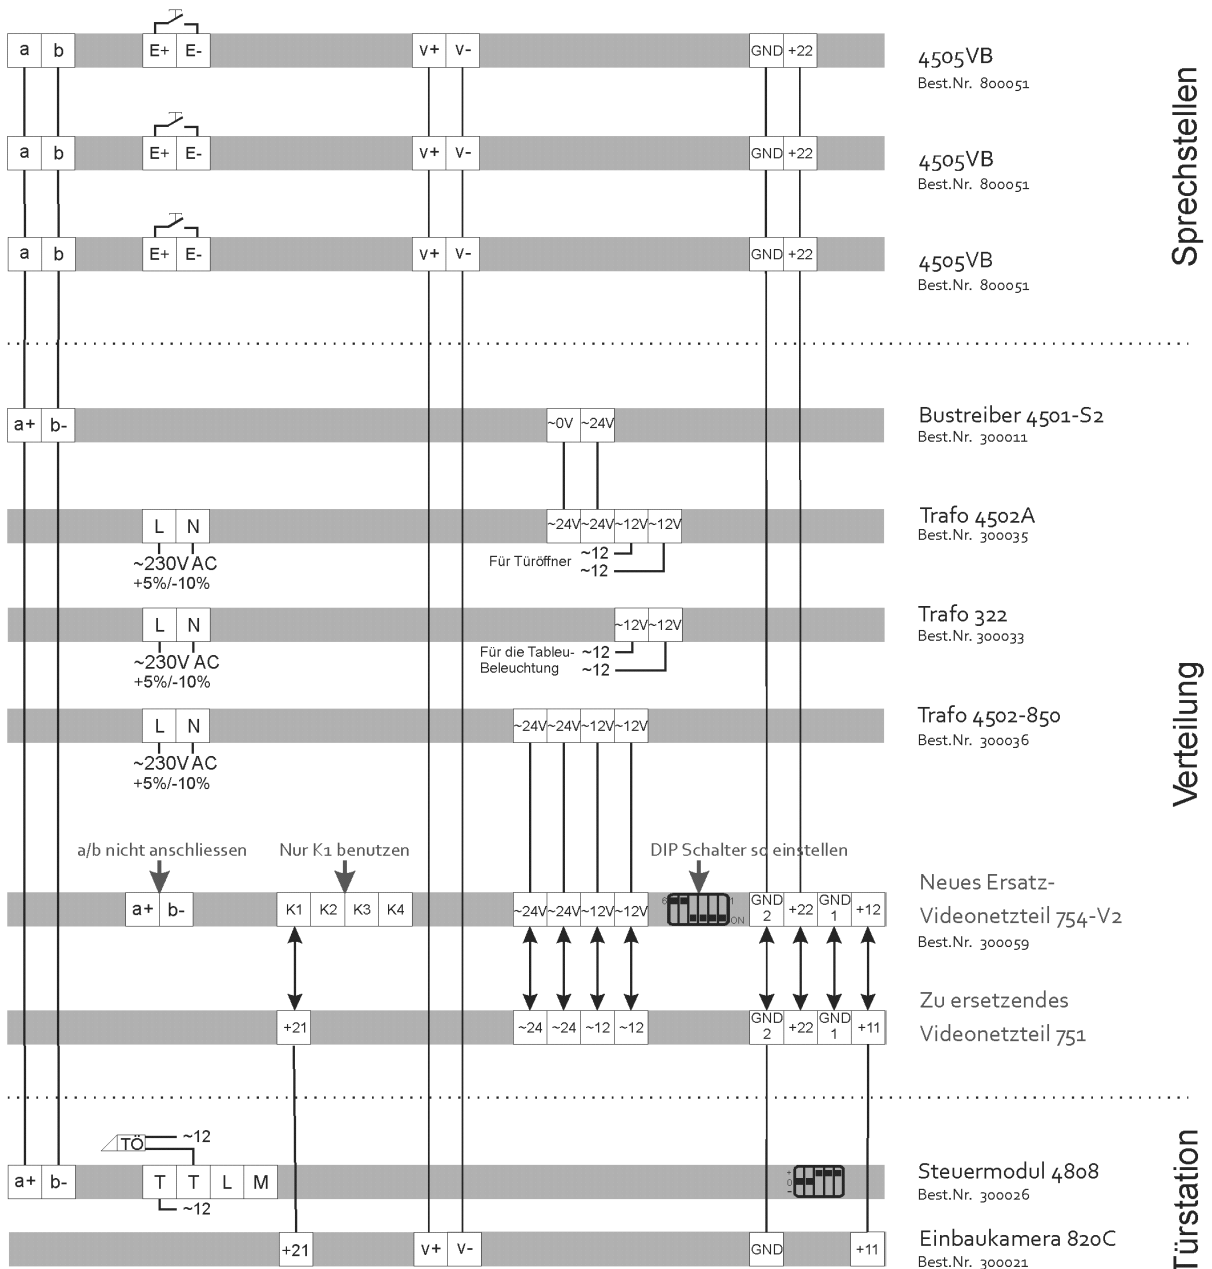 a b E+ E- v+ v- GND +22
4505VB
Best.Nr. 800051
a b E+ E- v+ v- GND +22
4505VB
Best.Nr. 800051
a b E+ E- v+ v- GND +22
4505VB
Best.Nr. 800051
Sprechstellen
a+ b- ~0V ~24V
Bustreiber 4501-S2
Best.Nr. 300011
L N ~24V ~24V ~12V ~12V
Trafo 4502A
Best.Nr. 300035
~230V AC
+5%/-10%
Für Türöffner ~12
~12
L N ~12V ~12V
Trafo 322
Best.Nr. 300033
~230V AC
+5%/-10%
Für die Tableu- ~12
Beleuchtung ~12
L N ~24V ~24V ~12V ~12V
Trafo 4502-850
Best.Nr. 300036
~230V AC
+5%/-10%
Verteilung
a/b nicht anschliessen
Nur K1 benutzen
DIP Schalter so einstellen
a+ b- K1 K2 K3 K4 ~24V ~24V ~12V ~12V 6 1 ON GND 2 +22 GND 1 +12
Neues Ersatz-
Videonetzteil 754-V2
Best.Nr. 300059
+21 ~24 ~24 ~12 ~12 GND 2 +22 GND 1 +11
Zu ersetzendes
Videonetzteil 751
TÖ ~12
a+ b- T T L M + 0 -
~12
Steuermodul 4808
Best.Nr. 300026
+21 v+ v- GND +11
Einbaukamera 820C
Best.Nr. 300021
Türstation